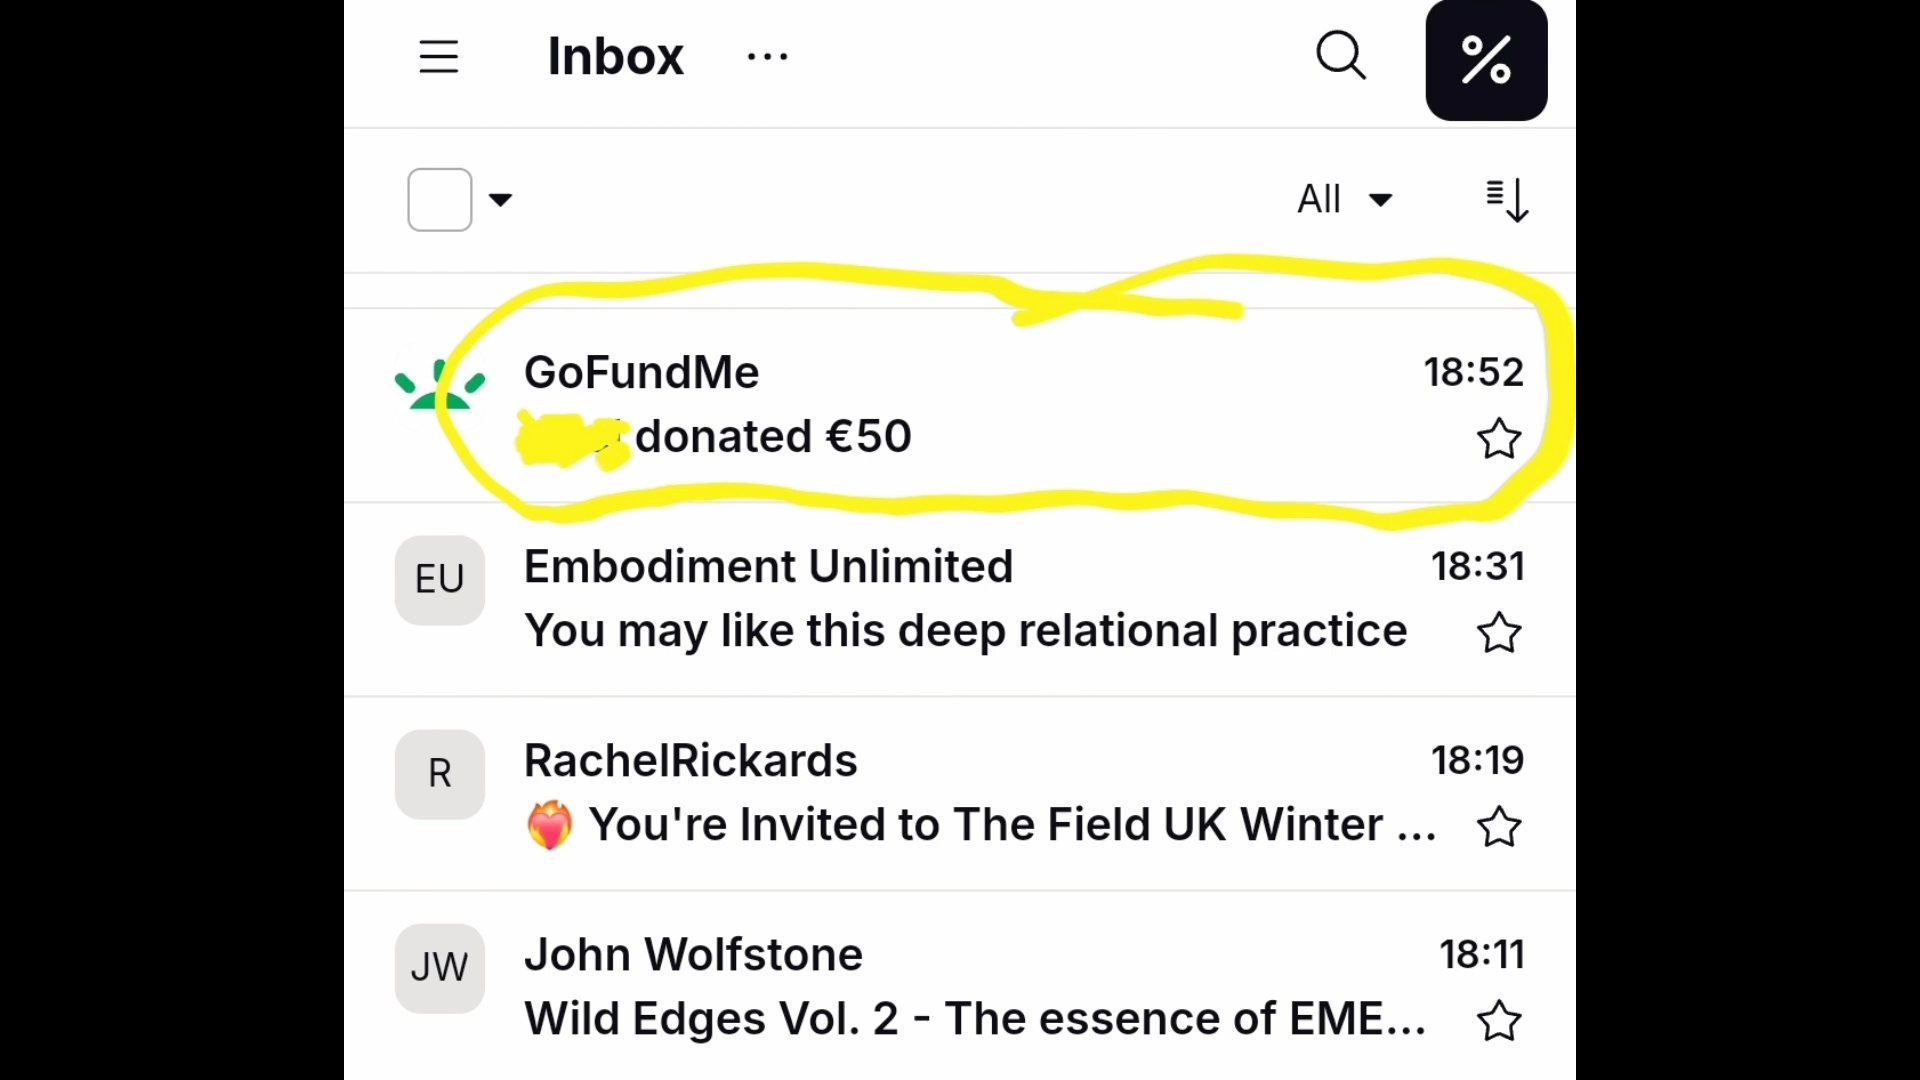 Inbox ...
%
All
GoFundMe 18:52
donated €50
EU Embodiment Unlimited 18:31
You may like this deep relational practice
R RachelRickards 18:19
❤️‍🔥 You're Invited to The Field UK Winter ...
JW John Wolfstone 18:11
Wild Edges Vol. 2 - The essence of EME...